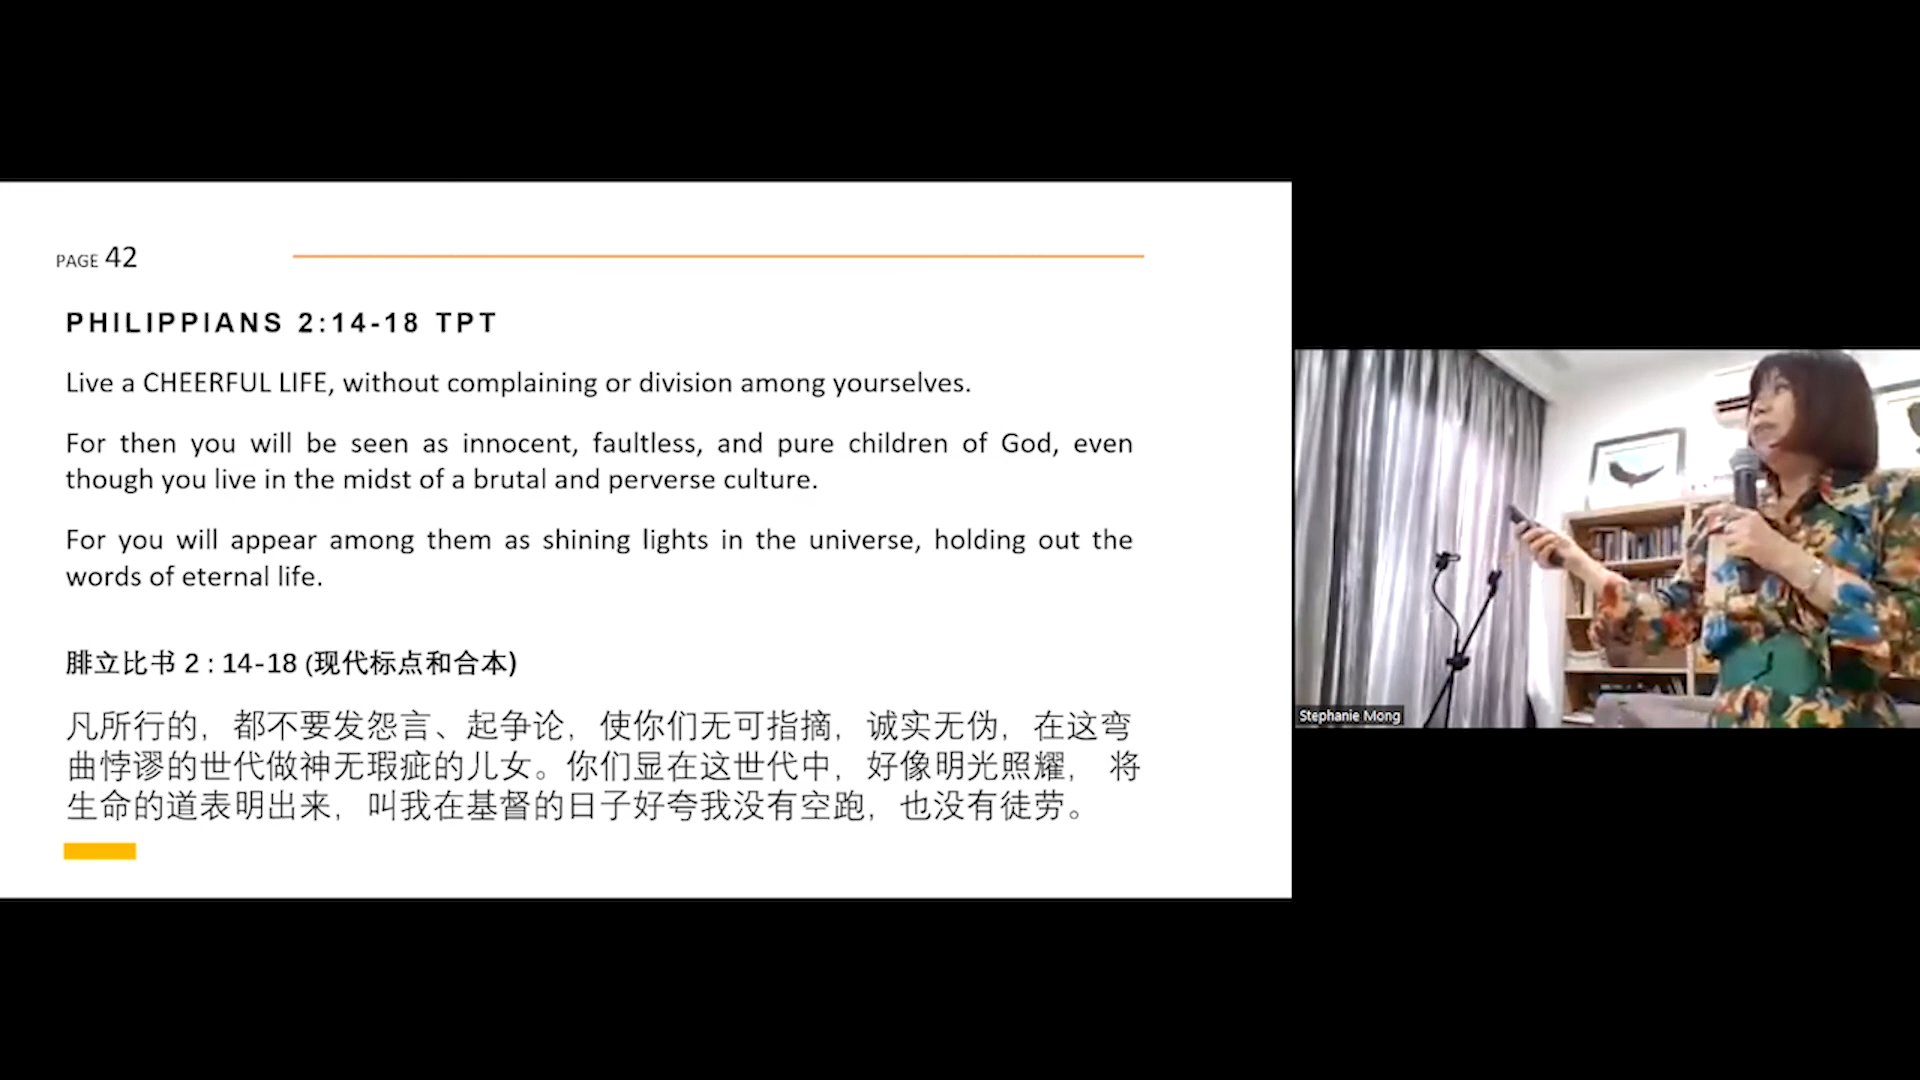 PAGE 42
PHILIPPIANS 2:14-18 TPT
Live a CHEERFUL LIFE, without complaining or division among yourselves.
For then you will be seen as innocent, faultless, and pure children of God, even
though you live in the midst of a brutal and perverse culture.
For you will appear among them as shining lights in the universe, holding out the
words of eternal life.
腓立比书 2 : 14-18 (现代标点和合本)
凡所行的，都不要发怨言、起争论，使你们无可指摘，诚实无伪，在这弯
曲悖谬的世代做神无瑕疵的儿女。你们显在这世代中，好像明光照耀， 将
生命的道表明出来，叫我在基督的日子好夸我没有空跑，也没有徒劳。
Stephanie Mong